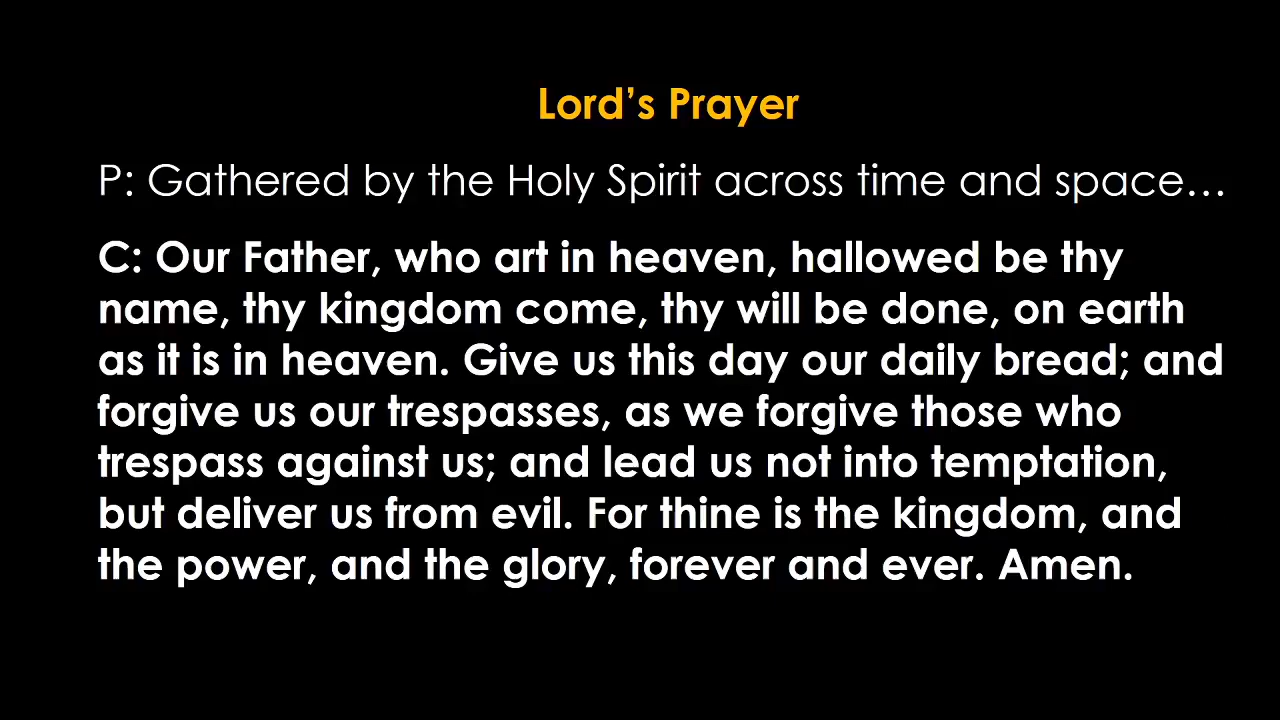 Lord’s Prayer
P: Gathered by the Holy Spirit across time and space…
C: Our Father, who art in heaven, hallowed be thy
name, thy kingdom come, thy will be done, on earth
as it is in heaven. Give us this day our daily bread; and
forgive us our trespasses, as we forgive those who
trespass against us; and lead us not into temptation,
but deliver us from evil. For thine is the kingdom, and
the power, and the glory, forever and ever. Amen.